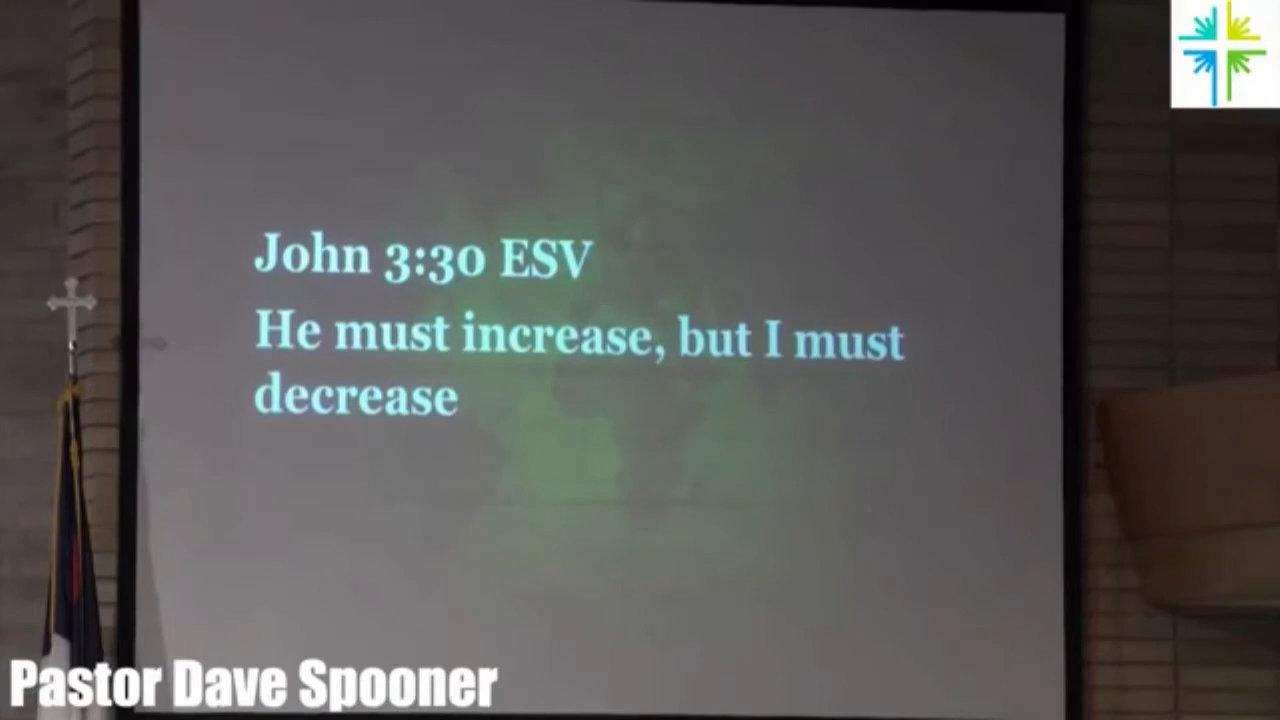 John 3:30 ESV
He must increase, but I must
decrease
Pastor Dave Spooner